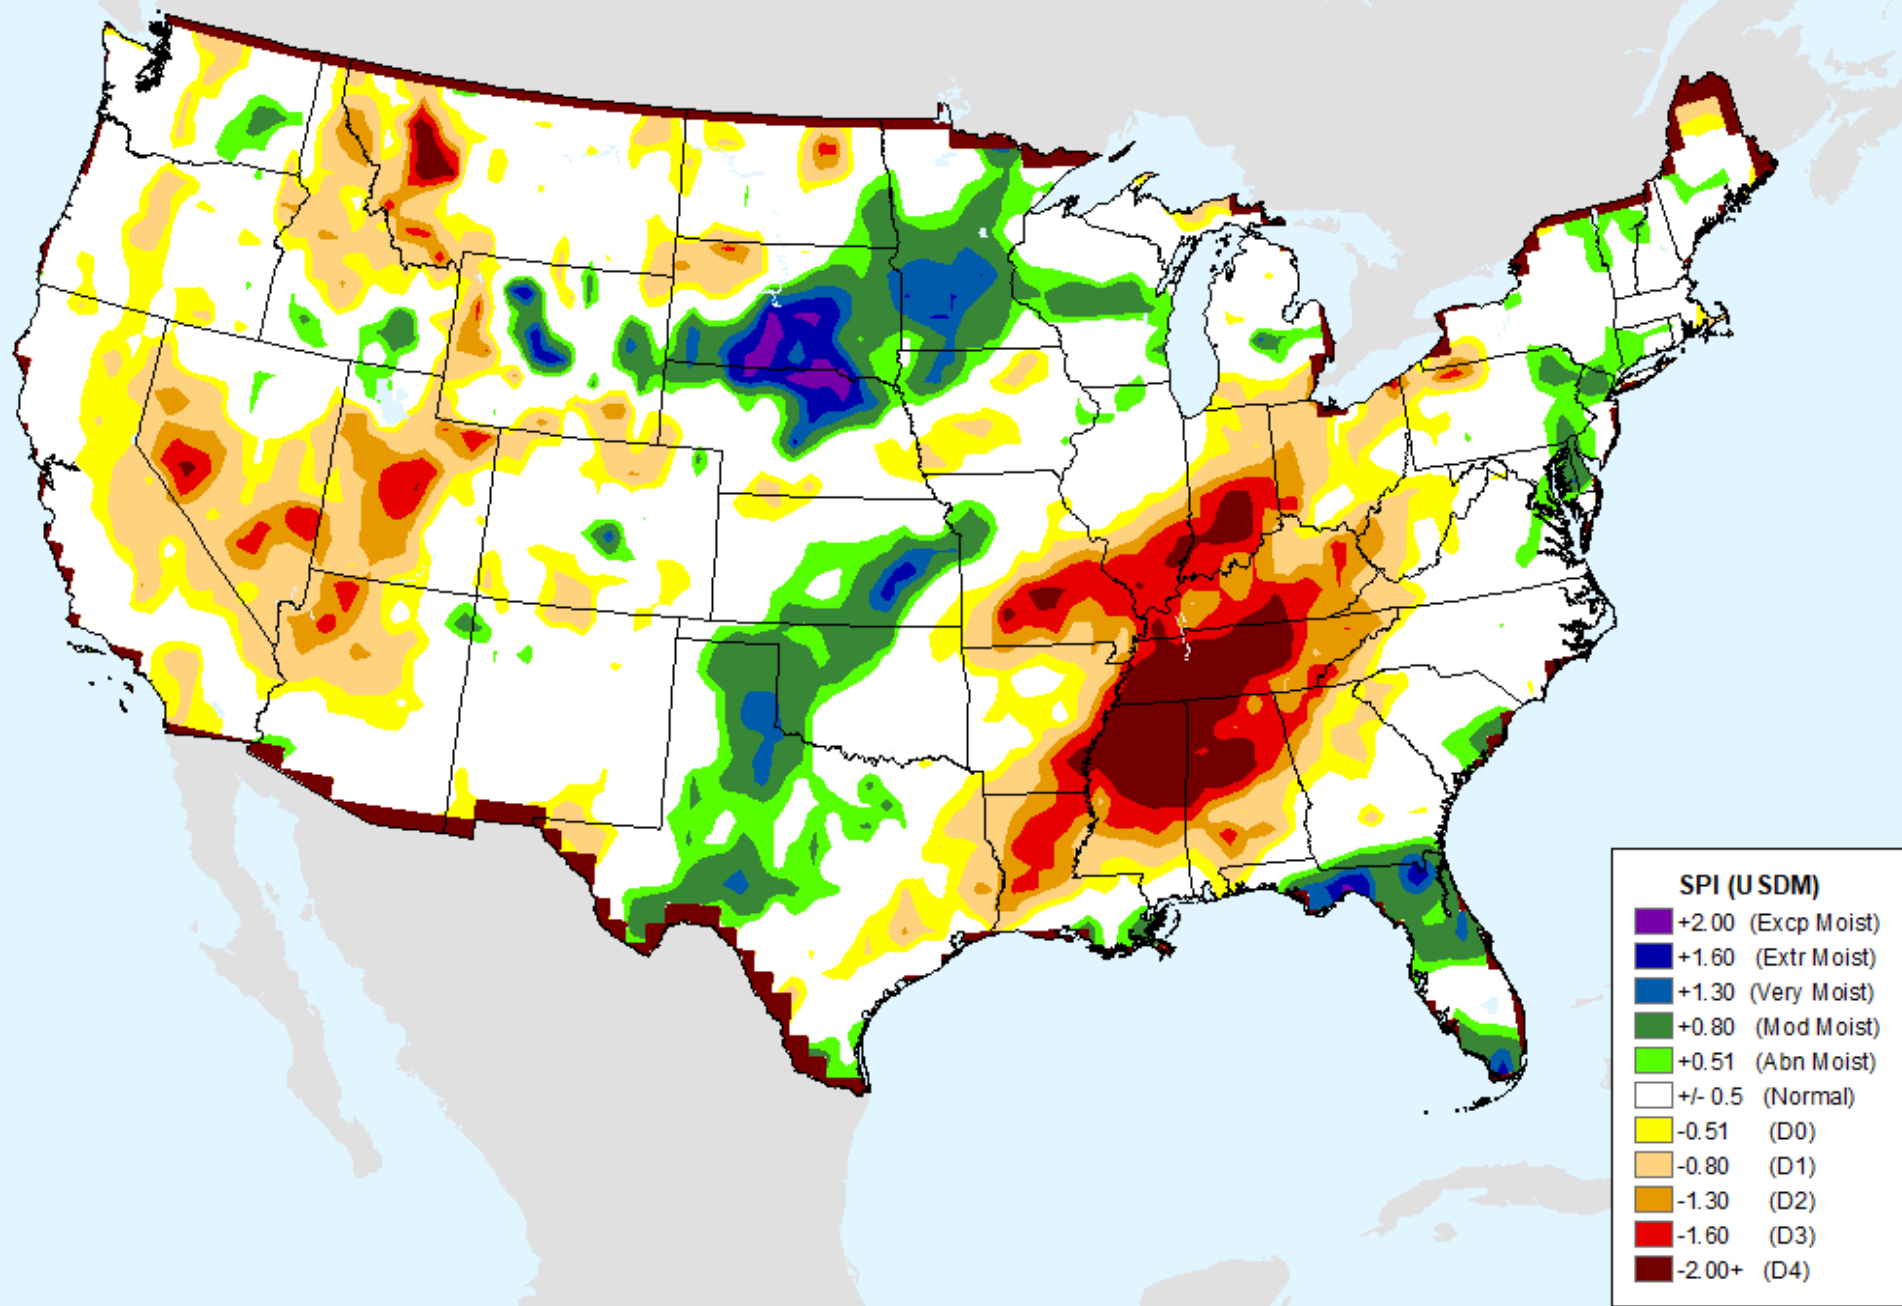 SPI (USDM)
+2.00 (Excp Moist)
+1.60 (Extr Moist)
+1.30 (Very Moist)
+0.80 (Mod Moist)
+0.51 (Abn Moist)
+/- 0.5 (Normal)
-0.51 (D0)
-0.80 (D1)
-1.30 (D2)
-1.60 (D3)
-2.00+ (D4)